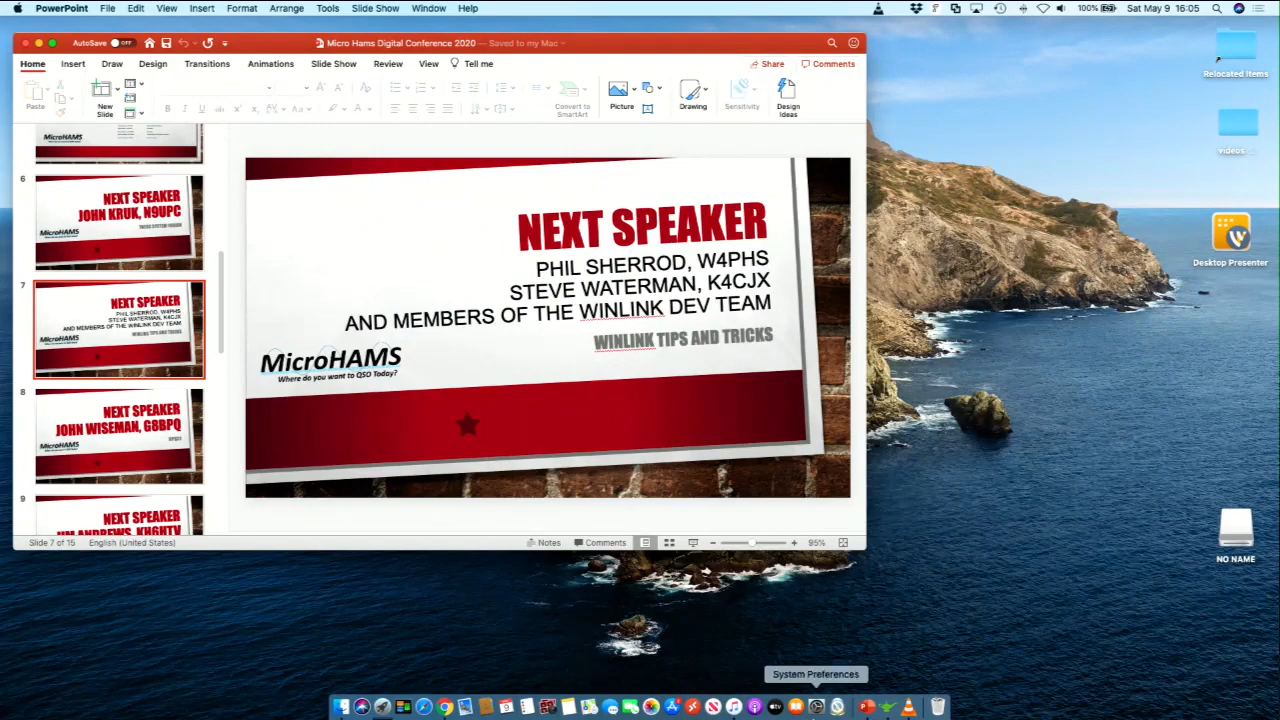 PowerPoint File Edit View Insert Format Arrange Tools Slide Show Window Help 100% Sat May 9 16:05
AutoSave OFF Micro Hams Digital Conference 2020 — Saved to my Mac
Home Insert Draw Design Transitions Animations Slide Show Review View Tell me Share Comments
Paste New Slide Convert to SmartArt Picture Drawing Sensitivity Design Ideas
MicroHAMS
6
NEXT SPEAKER
JOHN KRUK, N9UPC
MicroHAMS
7
NEXT SPEAKER
PHIL SHERROD, W4PHS
STEVE WATERMAN, K4CJX
AND MEMBERS OF THE WINLINK DEV TEAM
WINLINK TIPS AND TRICKS
MicroHAMS
8
NEXT SPEAKER
JOHN WISEMAN, G8BPQ
MicroHAMS
9
NEXT SPEAKER
JIM ANDREWS, KH6HTV
NEXT SPEAKER
PHIL SHERROD, W4PHS
STEVE WATERMAN, K4CJX
AND MEMBERS OF THE WINLINK DEV TEAM
WINLINK TIPS AND TRICKS
MicroHAMS
Where do you want to QSO Today?
Slide 7 of 15 English (United States) Notes Comments 95%
Relocated Items
videos
Desktop Presenter
NO NAME
System Preferences